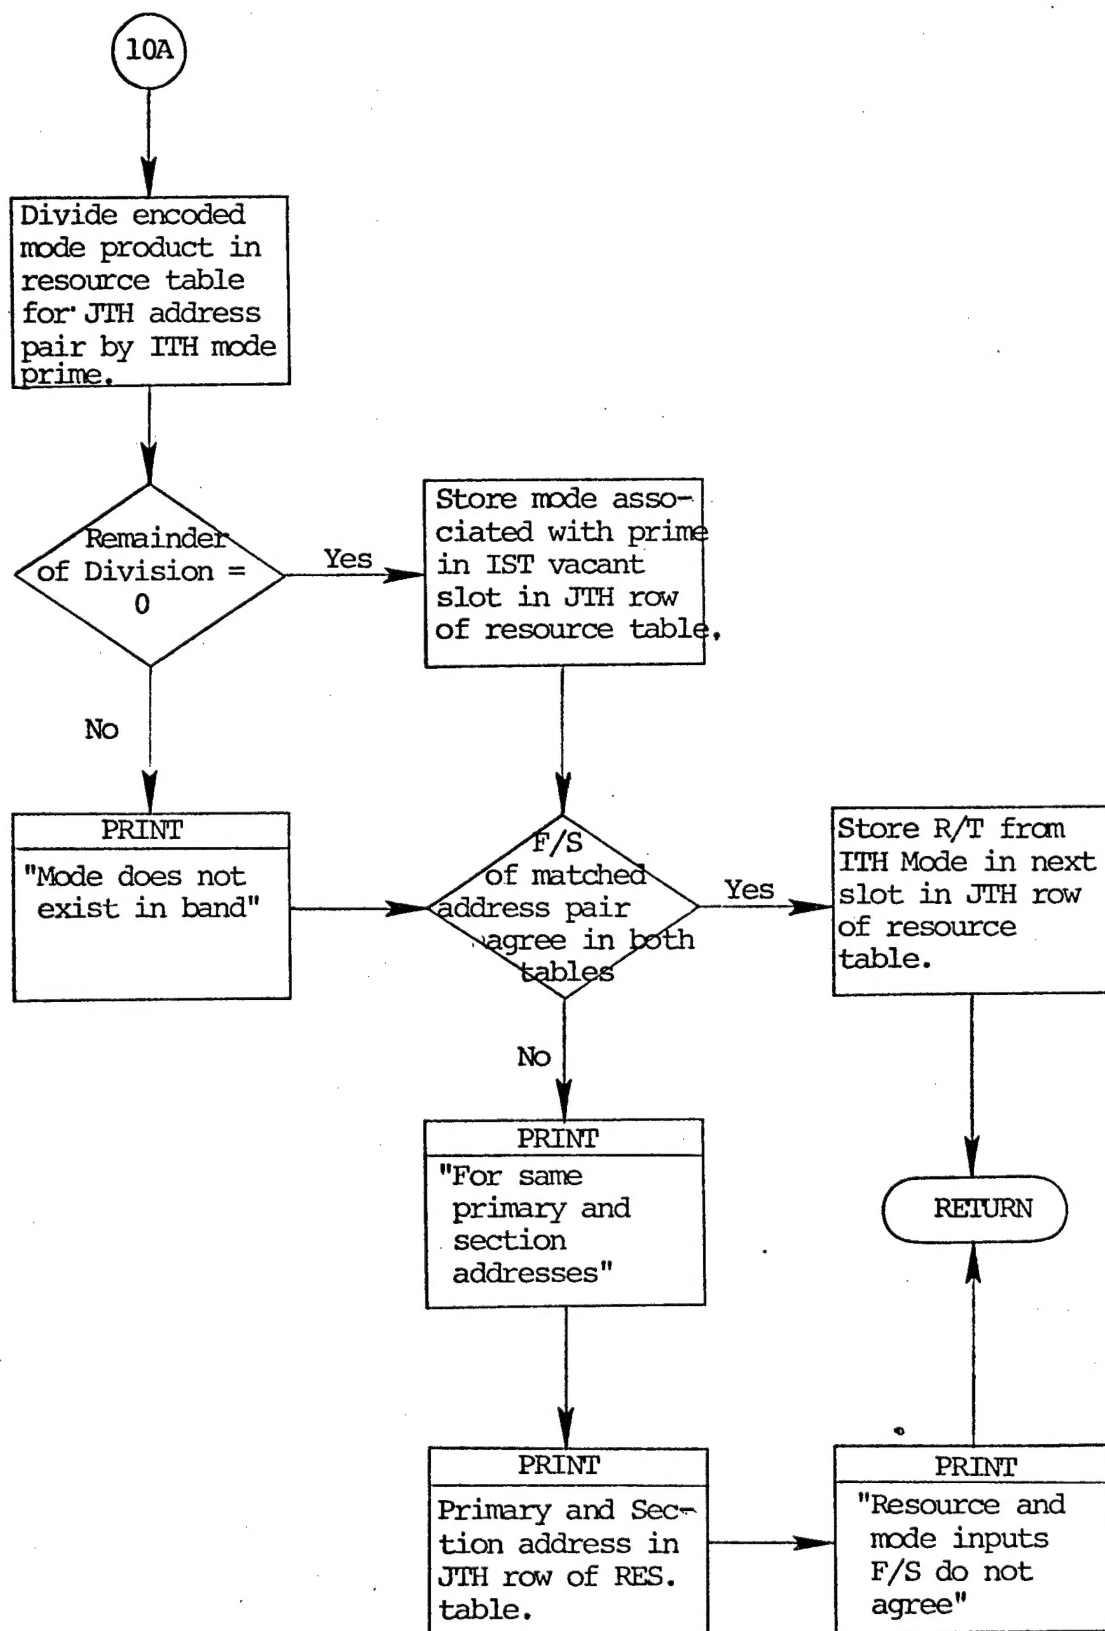 10A
Divide encoded
mode product in
resource table
for JTH address
pair by ITH mode
prime.
Remainder
of Division =
0
Yes
No
Store mode asso-
ciated with prime
in IST vacant
slot in JTH row
of resource table.
PRINT
"Mode does not
exist in band"
F/S
of matched
address pair
agree in both
tables
Yes
No
Store R/T from
ITH Mode in next
slot in JTH row
of resource
table.
PRINT
"For same
primary and
section
addresses"
RETURN
PRINT
Primary and Sec-
tion address in
JTH row of RES.
table.
PRINT
"Resource and
mode inputs
F/S do not
agree"